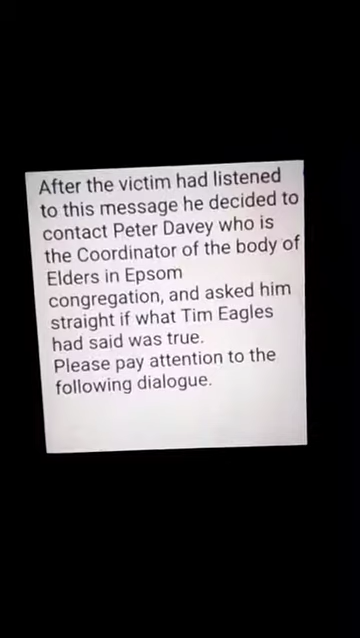 After the victim had listened
to this message he decided to
contact Peter Davey who is
the Coordinator of the body of
Elders in Epsom
congregation, and asked him
straight if what Tim Eagles
had said was true.
Please pay attention to the
following dialogue.